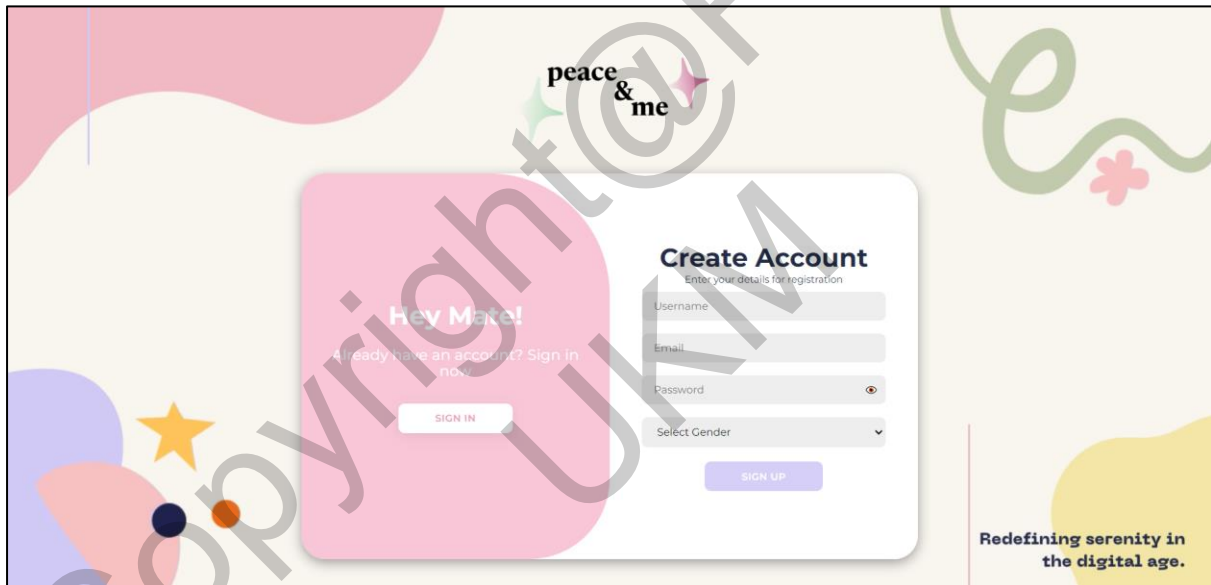 peace
&
me
Hey Mate!
Already have an account? Sign in
now
SIGN IN
Create Account
Enter your details for registration
Username
Email
Password
Select Gender
SIGN UP
Redefining serenity in
the digital age.
Copyright@
UKM